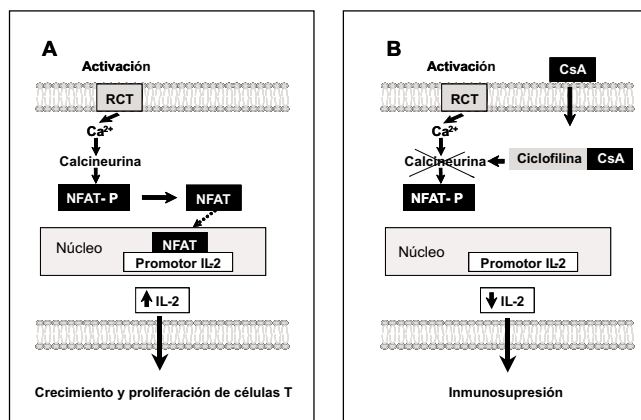 A
Activación
RCT
Ca2+
Calcineurina
NFAT- P
NFAT
Núcleo
NFAT
Promotor IL-2
IL-2
Crecimiento y proliferación de células T
B
Activación
CsA
RCT
Ca2+
Calcineurina
Ciclofilina
CsA
NFAT- P
Núcleo
Promotor IL-2
IL-2
Inmunosupresión